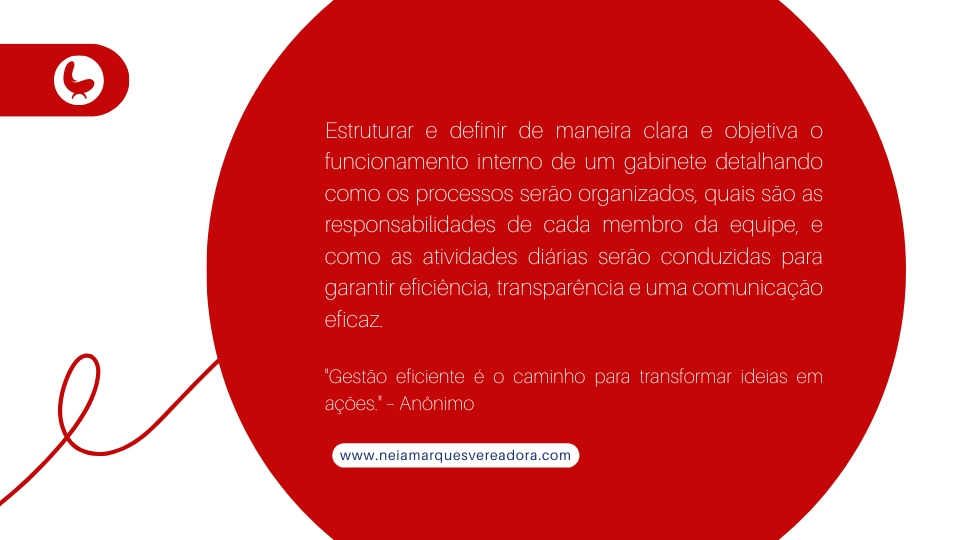 Estruturar e definir de maneira clara e objetiva o
funcionamento interno de um gabinete detalhando
como os processos serão organizados, quais são as
responsabilidades de cada membro da equipe, e
como as atividades diárias serão conduzidas para
garantir eficiência, transparência e uma comunicação
eficaz.
"Gestão eficiente é o caminho para transformar ideias em
ações." – Anônimo
www.neiamarquesvereadora.com